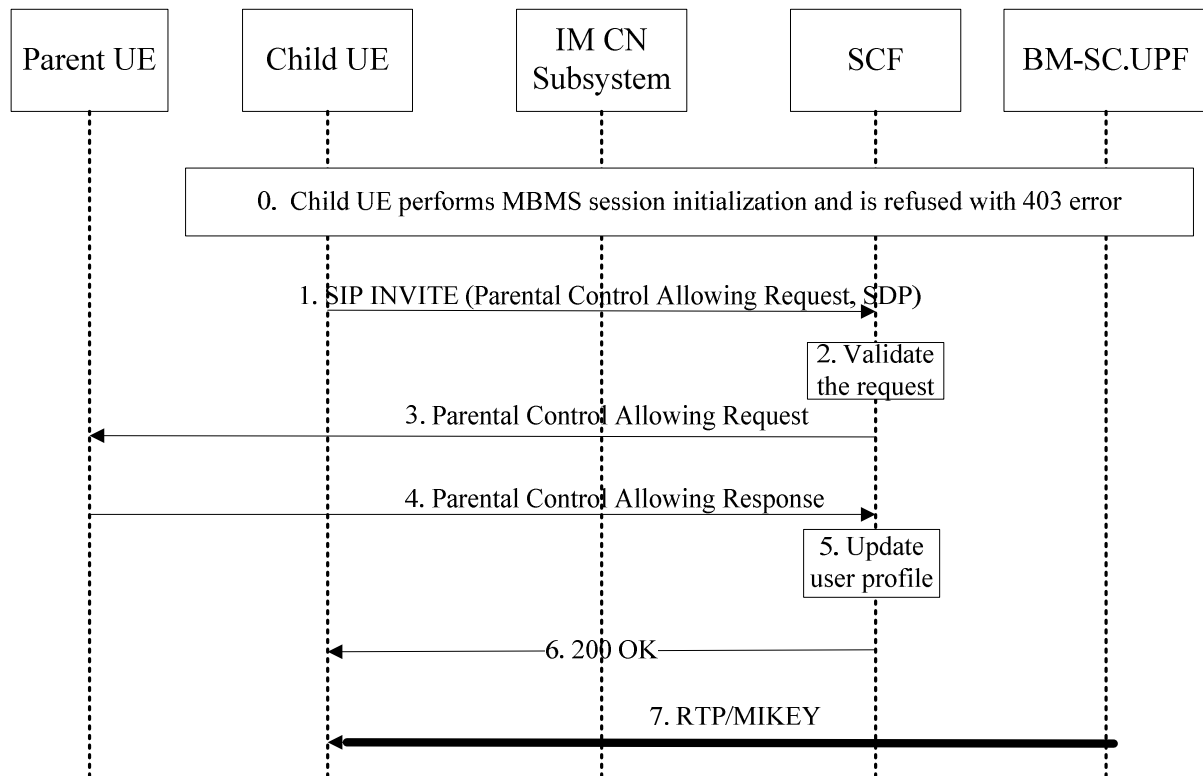 Parent UE
Child UE
IM CN
Subsystem
SCF
BM-SC.UPF
0. Child UE performs MBMS session initialization and is refused with 403 error
1. SIP INVITE (Parental Control Allowing Request, SDP)
2. Validate
the request
3. Parental Control Allowing Request
4. Parental Control Allowing Response
5. Update
user profile
6. 200 OK
7. RTP/MIKEY